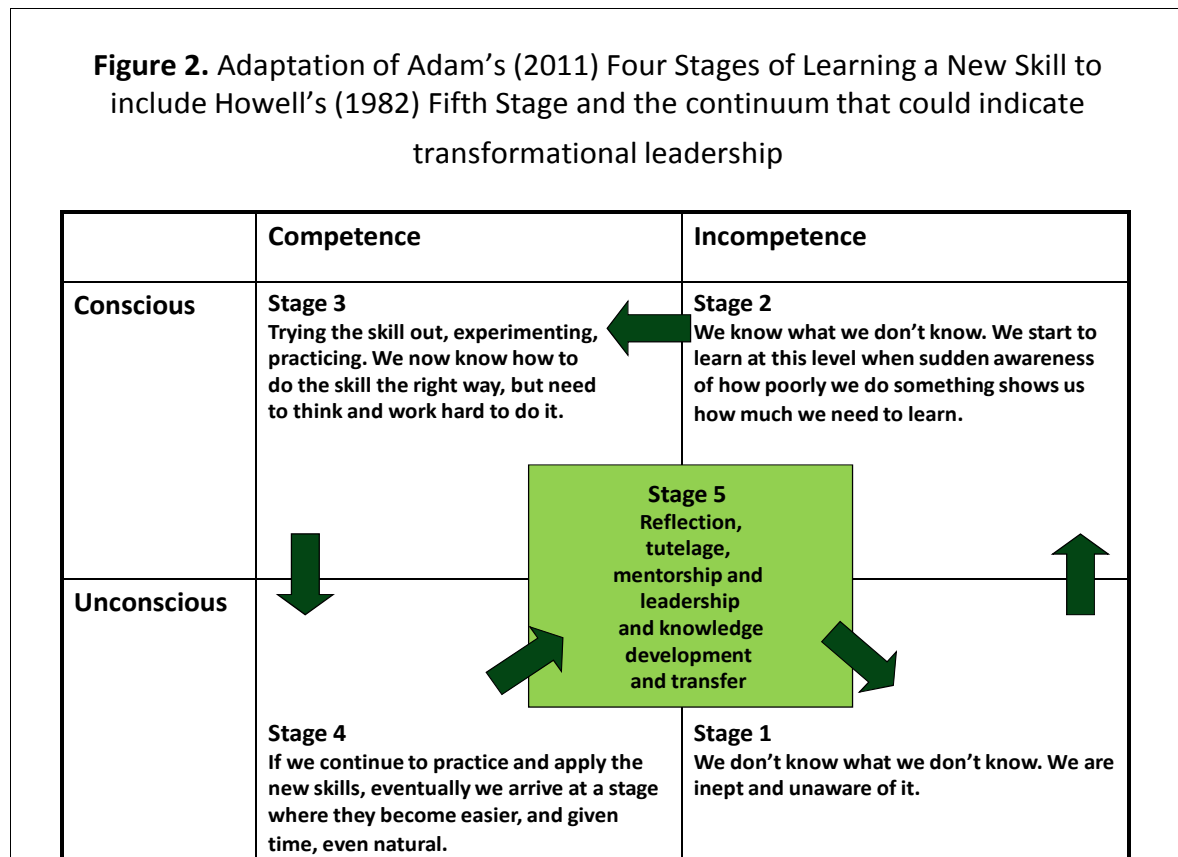 Figure 2. Adaptation of Adam’s (2011) Four Stages of Learning a New Skill to
include Howell’s (1982) Fifth Stage and the continuum that could indicate
transformational leadership
Competence
Incompetence
Conscious
Stage 3
Trying the skill out, experimenting,
practicing. We now know how to
do the skill the right way, but need
to think and work hard to do it.
Stage 2
We know what we don’t know. We start to
learn at this level when sudden awareness
of how poorly we do something shows us
how much we need to learn.
Stage 5
Reflection,
tutelage,
mentorship and
leadership
and knowledge
development
and transfer
Unconscious
Stage 4
If we continue to practice and apply the
new skills, eventually we arrive at a stage
where they become easier, and given
time, even natural.
Stage 1
We don’t know what we don’t know. We are
inept and unaware of it.